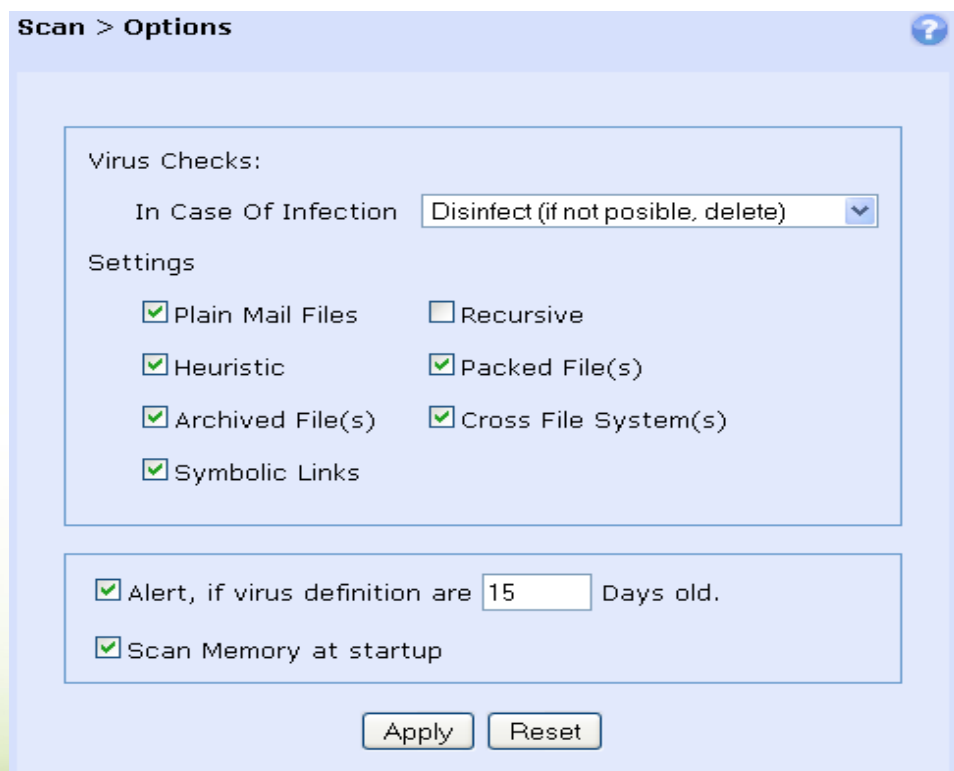 Scan > Options
?
Virus Checks:
In Case Of Infection Disinfect (if not posible, delete)
Settings
Plain Mail Files Recursive
Heuristic Packed File(s)
Archived File(s) Cross File System(s)
Symbolic Links
Alert, if virus definition are 15 Days old.
Scan Memory at startup
Apply Reset